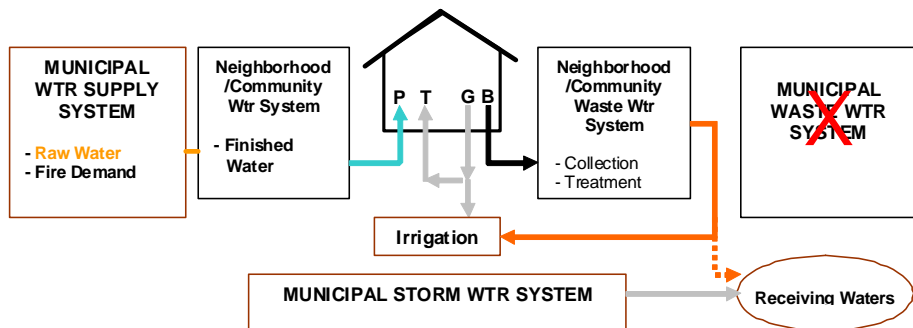 MUNICIPAL
WTR SUPPLY
SYSTEM
- Raw Water
- Fire Demand
Neighborhood
/Community
Wtr System
- Finished
Water
P T G B
Neighborhood
/Community
Waste Wtr
System
- Collection
- Treatment
MUNICIPAL
WASTE WTR
SYSTEM
Irrigation
MUNICIPAL STORM WTR SYSTEM
Receiving Waters